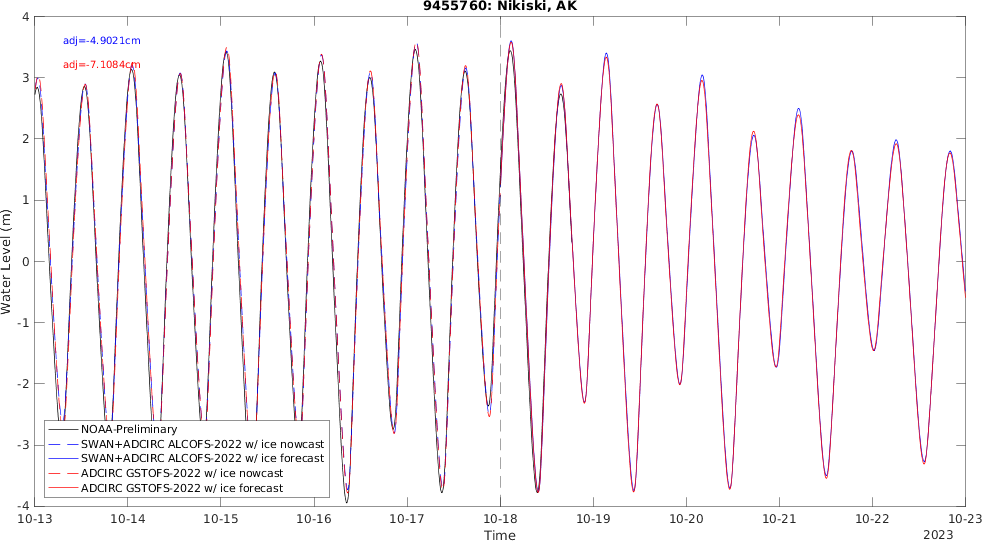 9455760: Nikiski, AK
4
adj=-4.9021cm
adj=-7.1084cm
3
2
1
0
-1
-2
-3
-4
Water Level (m)
NOAA-Preliminary
SWAN+ADCIRC ALCOFS-2022 w/ ice nowcast
SWAN+ADCIRC ALCOFS-2022 w/ ice forecast
ADCIRC GSTOFS-2022 w/ ice nowcast
ADCIRC GSTOFS-2022 w/ ice forecast
10-13 10-14 10-15 10-16 10-17 10-18 10-19 10-20 10-21 10-22 10-23
Time
2023